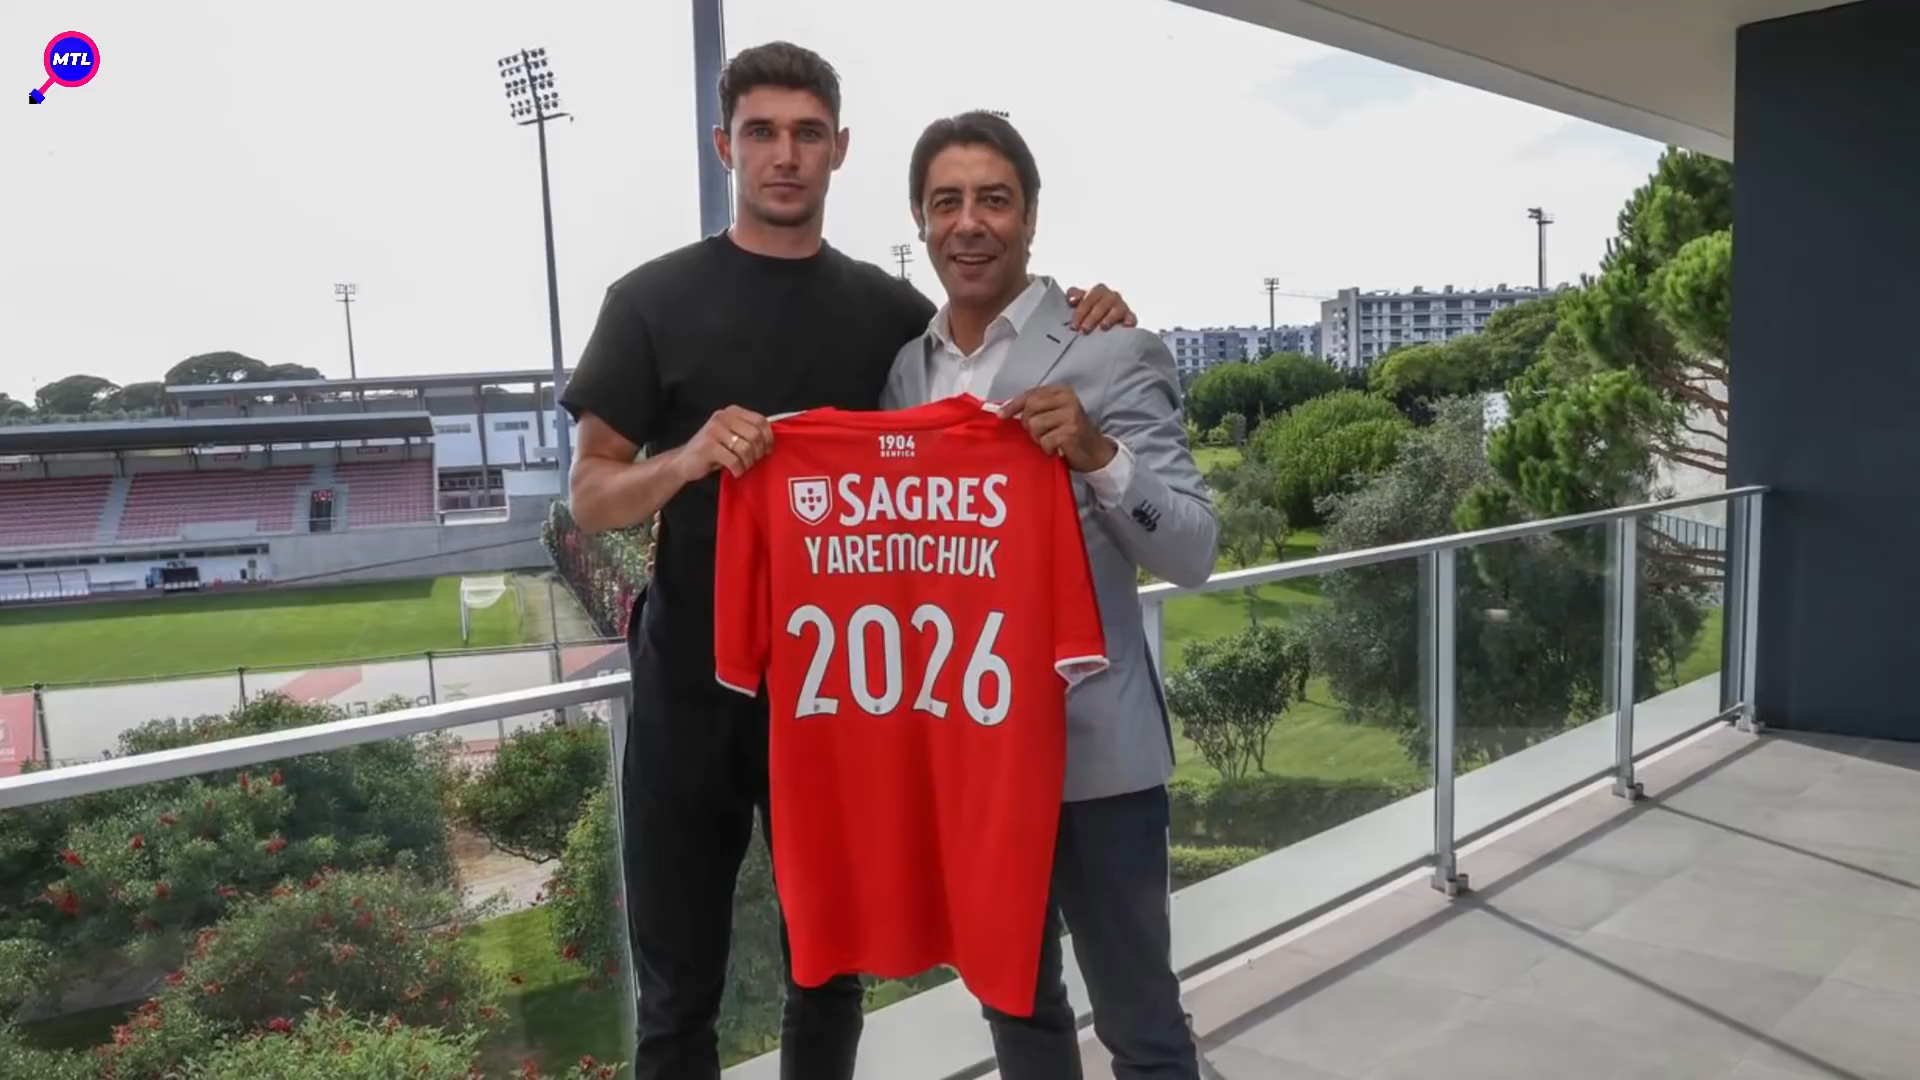 MTL
1904
BENFICA
SAGRES
YAREMCHUK
2026